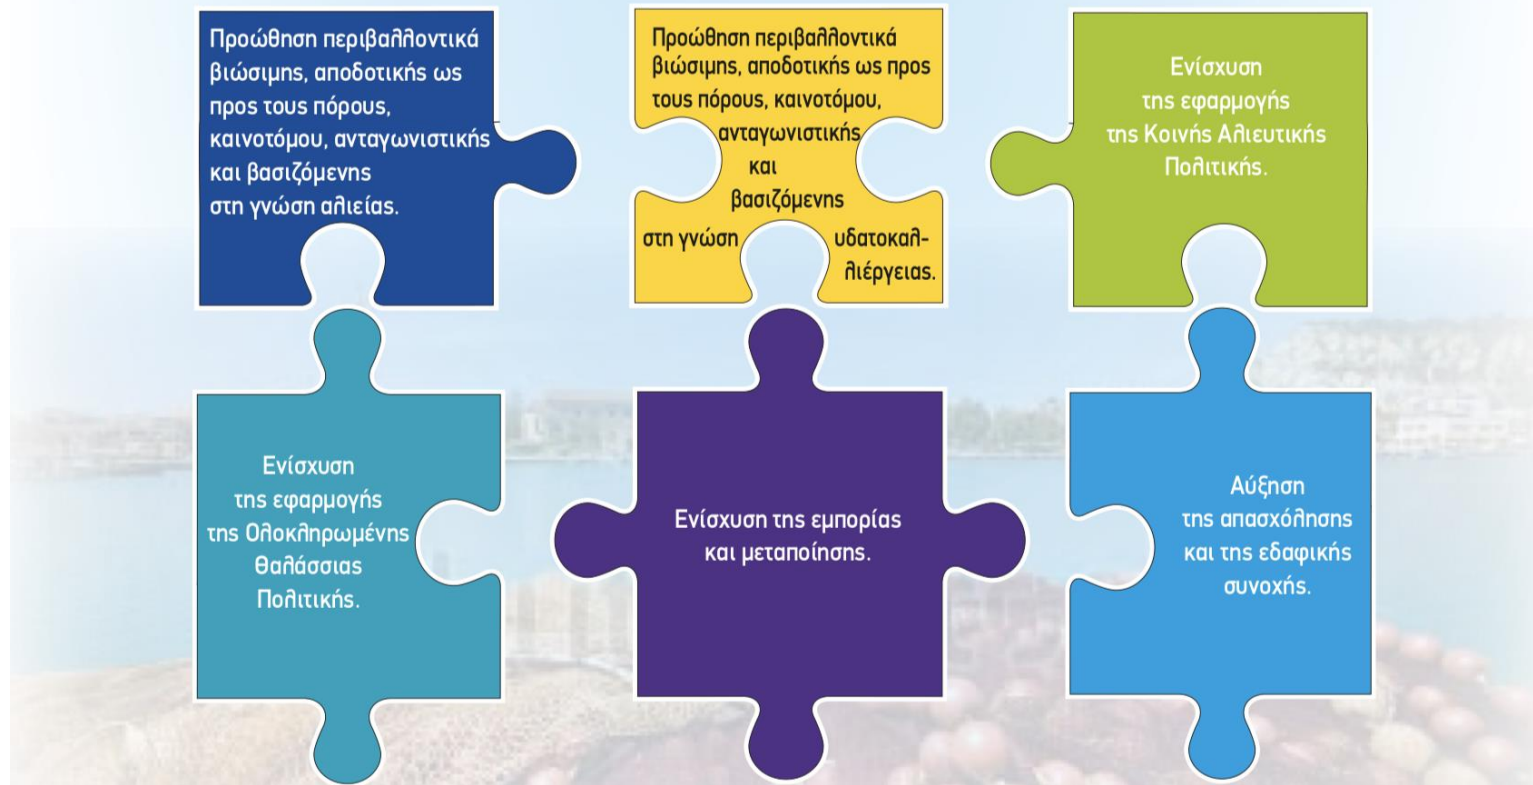 Προώθηση περιβαλλοντικά
βιώσιμης, αποδοτικής ως
προς τους πόρους,
καινοτόμου, ανταγωνιστικής
και βασιζόμενης
στη γνώση αλιείας.
Προώθηση περιβαλλοντικά
βιώσιμης, αποδοτικής ως προς
τους πόρους, καινοτόμου,
ανταγωνιστικής
και
βασιζόμενης
στη γνώση υδατοκαλ-
λιέργειας.
Ενίσχυση
της εφαρμογής
της Κοινής Αλιευτικής
Πολιτικής.
Ενίσχυση
της εφαρμογής
της Ολοκληρωμένης
Θαλάσσιας
Πολιτικής.
Ενίσχυση της εμπορίας
και μεταποίησης.
Αύξηση
της απασχόλησης
και της εδαφικής
συνοχής.